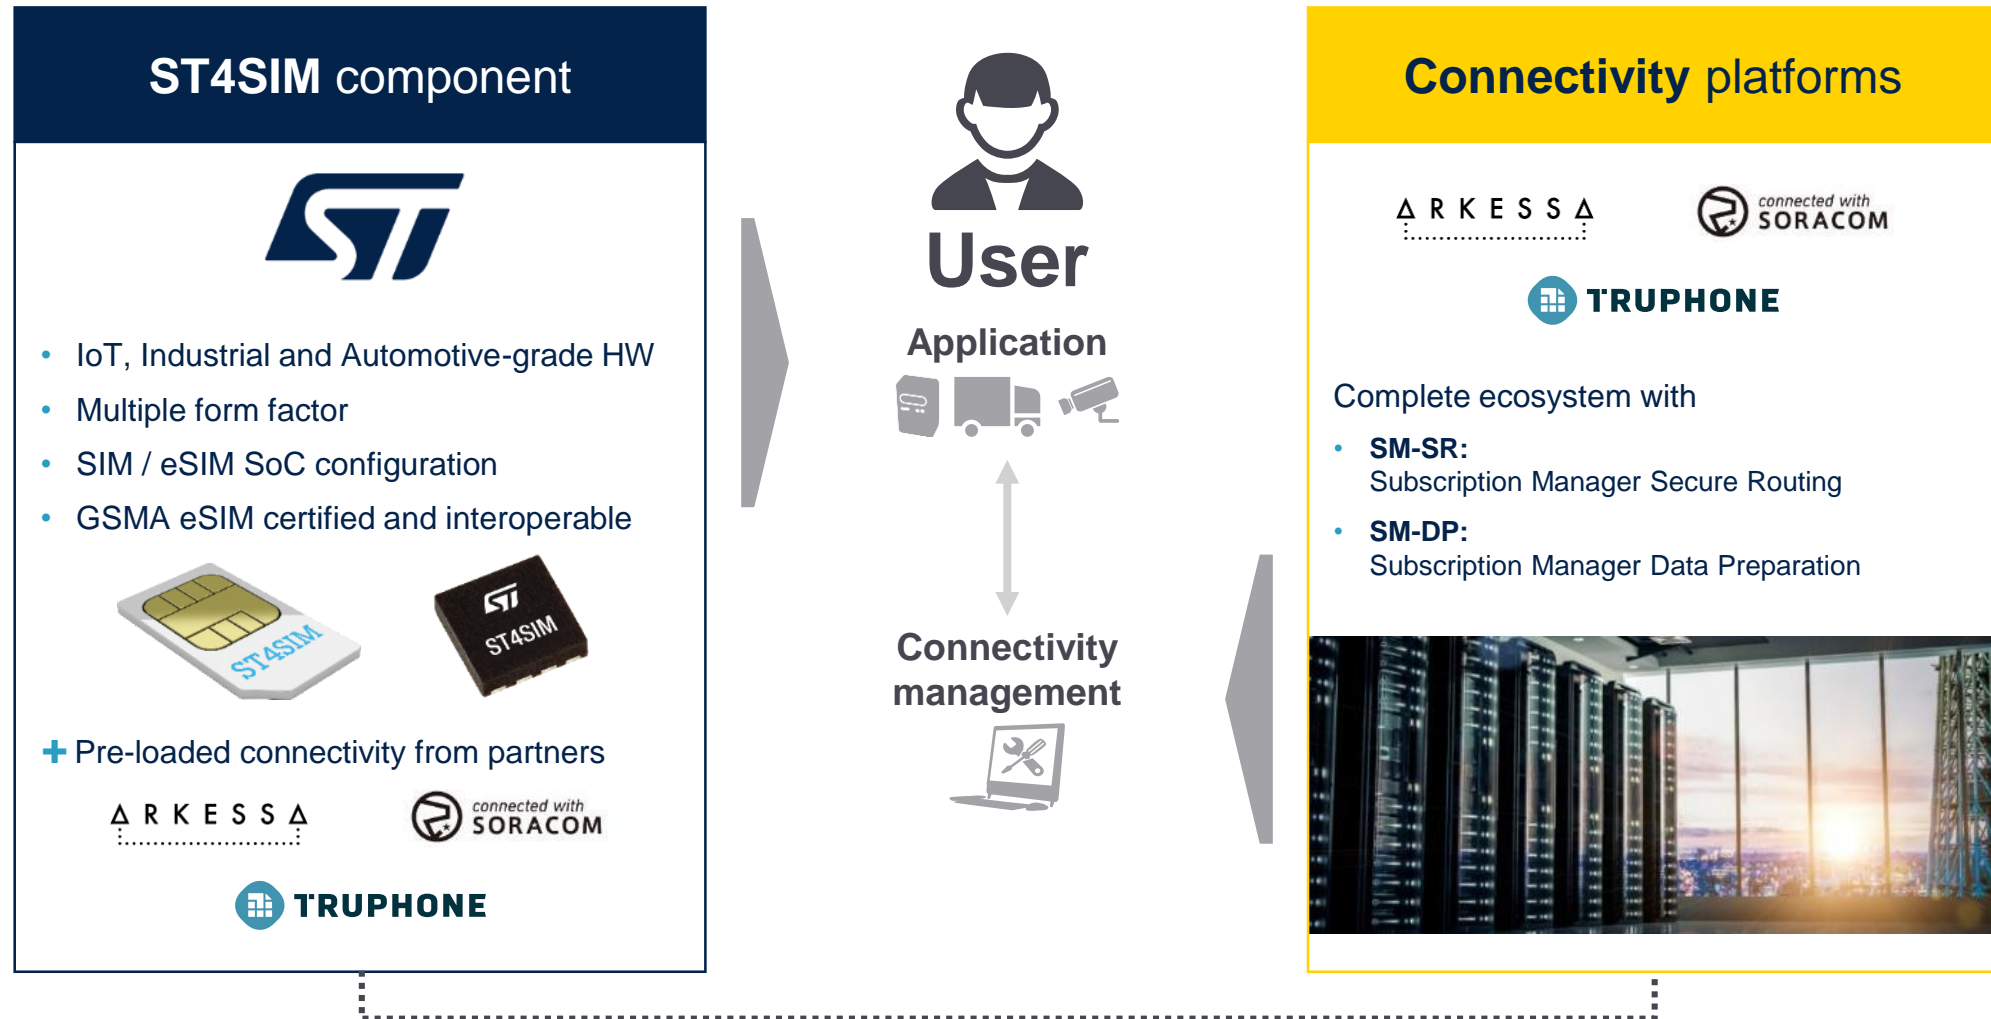 ST4SIM component
ST
IoT, Industrial and Automotive-grade HW
Multiple form factor
SIM / eSIM SoC configuration
GSMA eSIM certified and interoperable
ST4SIM
ST
ST4SIM
+ Pre-loaded connectivity from partners
ARKESSA
connected with
SORACOM
TRUPHONE
User
Application
Connectivity
management
Connectivity platforms
ARKESSA
connected with
SORACOM
TRUPHONE
Complete ecosystem with
SM-SR:
Subscription Manager Secure Routing
SM-DP:
Subscription Manager Data Preparation